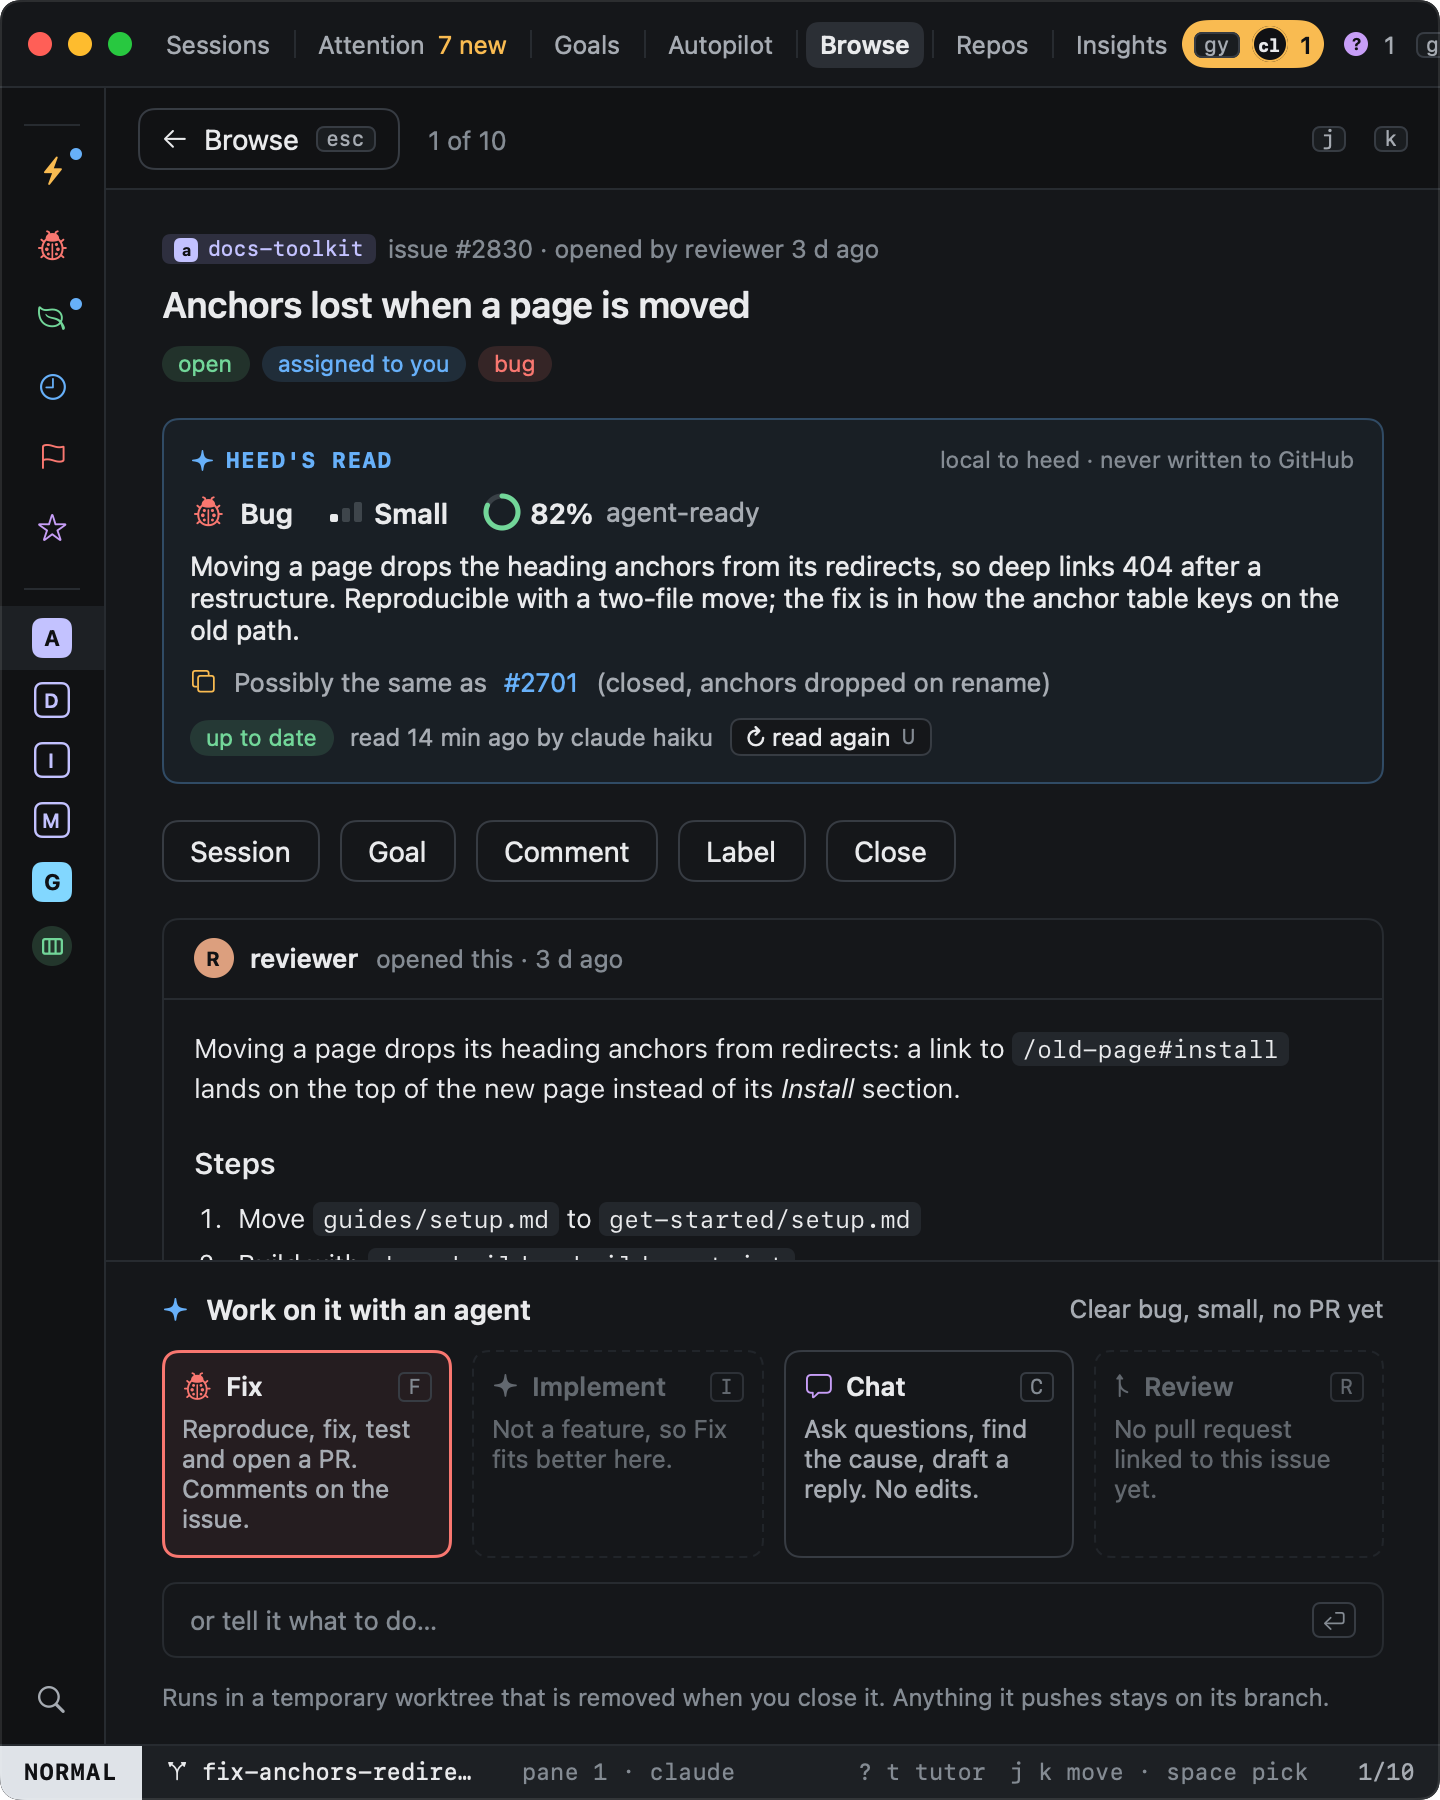 Sessions
Attention 7 new
Goals
Autopilot
Browse
Repos
Insights
gy cl 1
? 1
Browse esc
1 of 10
j k
a docs-toolkit issue #2830 · opened by reviewer 3 d ago
Anchors lost when a page is moved
open assigned to you bug
HEED'S READ
local to heed · never written to GitHub
Bug Small 82% agent-ready
Moving a page drops the heading anchors from its redirects, so deep links 404 after a
restructure. Reproducible with a two-file move; the fix is in how the anchor table keys on the
old path.
Possibly the same as #2701 (closed, anchors dropped on rename)
up to date read 14 min ago by claude haiku read again U
A
D
I
M
G
Session Goal Comment Label Close
R reviewer opened this · 3 d ago
Moving a page drops its heading anchors from redirects: a link to /old-page#install
lands on the top of the new page instead of its Install section.
Steps
1. Move guides/setup.md to get-started/setup.md
Work on it with an agent
Clear bug, small, no PR yet
Fix F
Reproduce, fix, test
and open a PR.
Comments on the
issue.
Implement I
Not a feature, so Fix
fits better here.
Chat C
Ask questions, find
the cause, draft a
reply. No edits.
Review R
No pull request
linked to this issue
yet.
or tell it what to do...
Runs in a temporary worktree that is removed when you close it. Anything it pushes stays on its branch.
NORMAL fix-anchors-redire… pane 1 · claude ? t tutor j k move · space pick 1/10